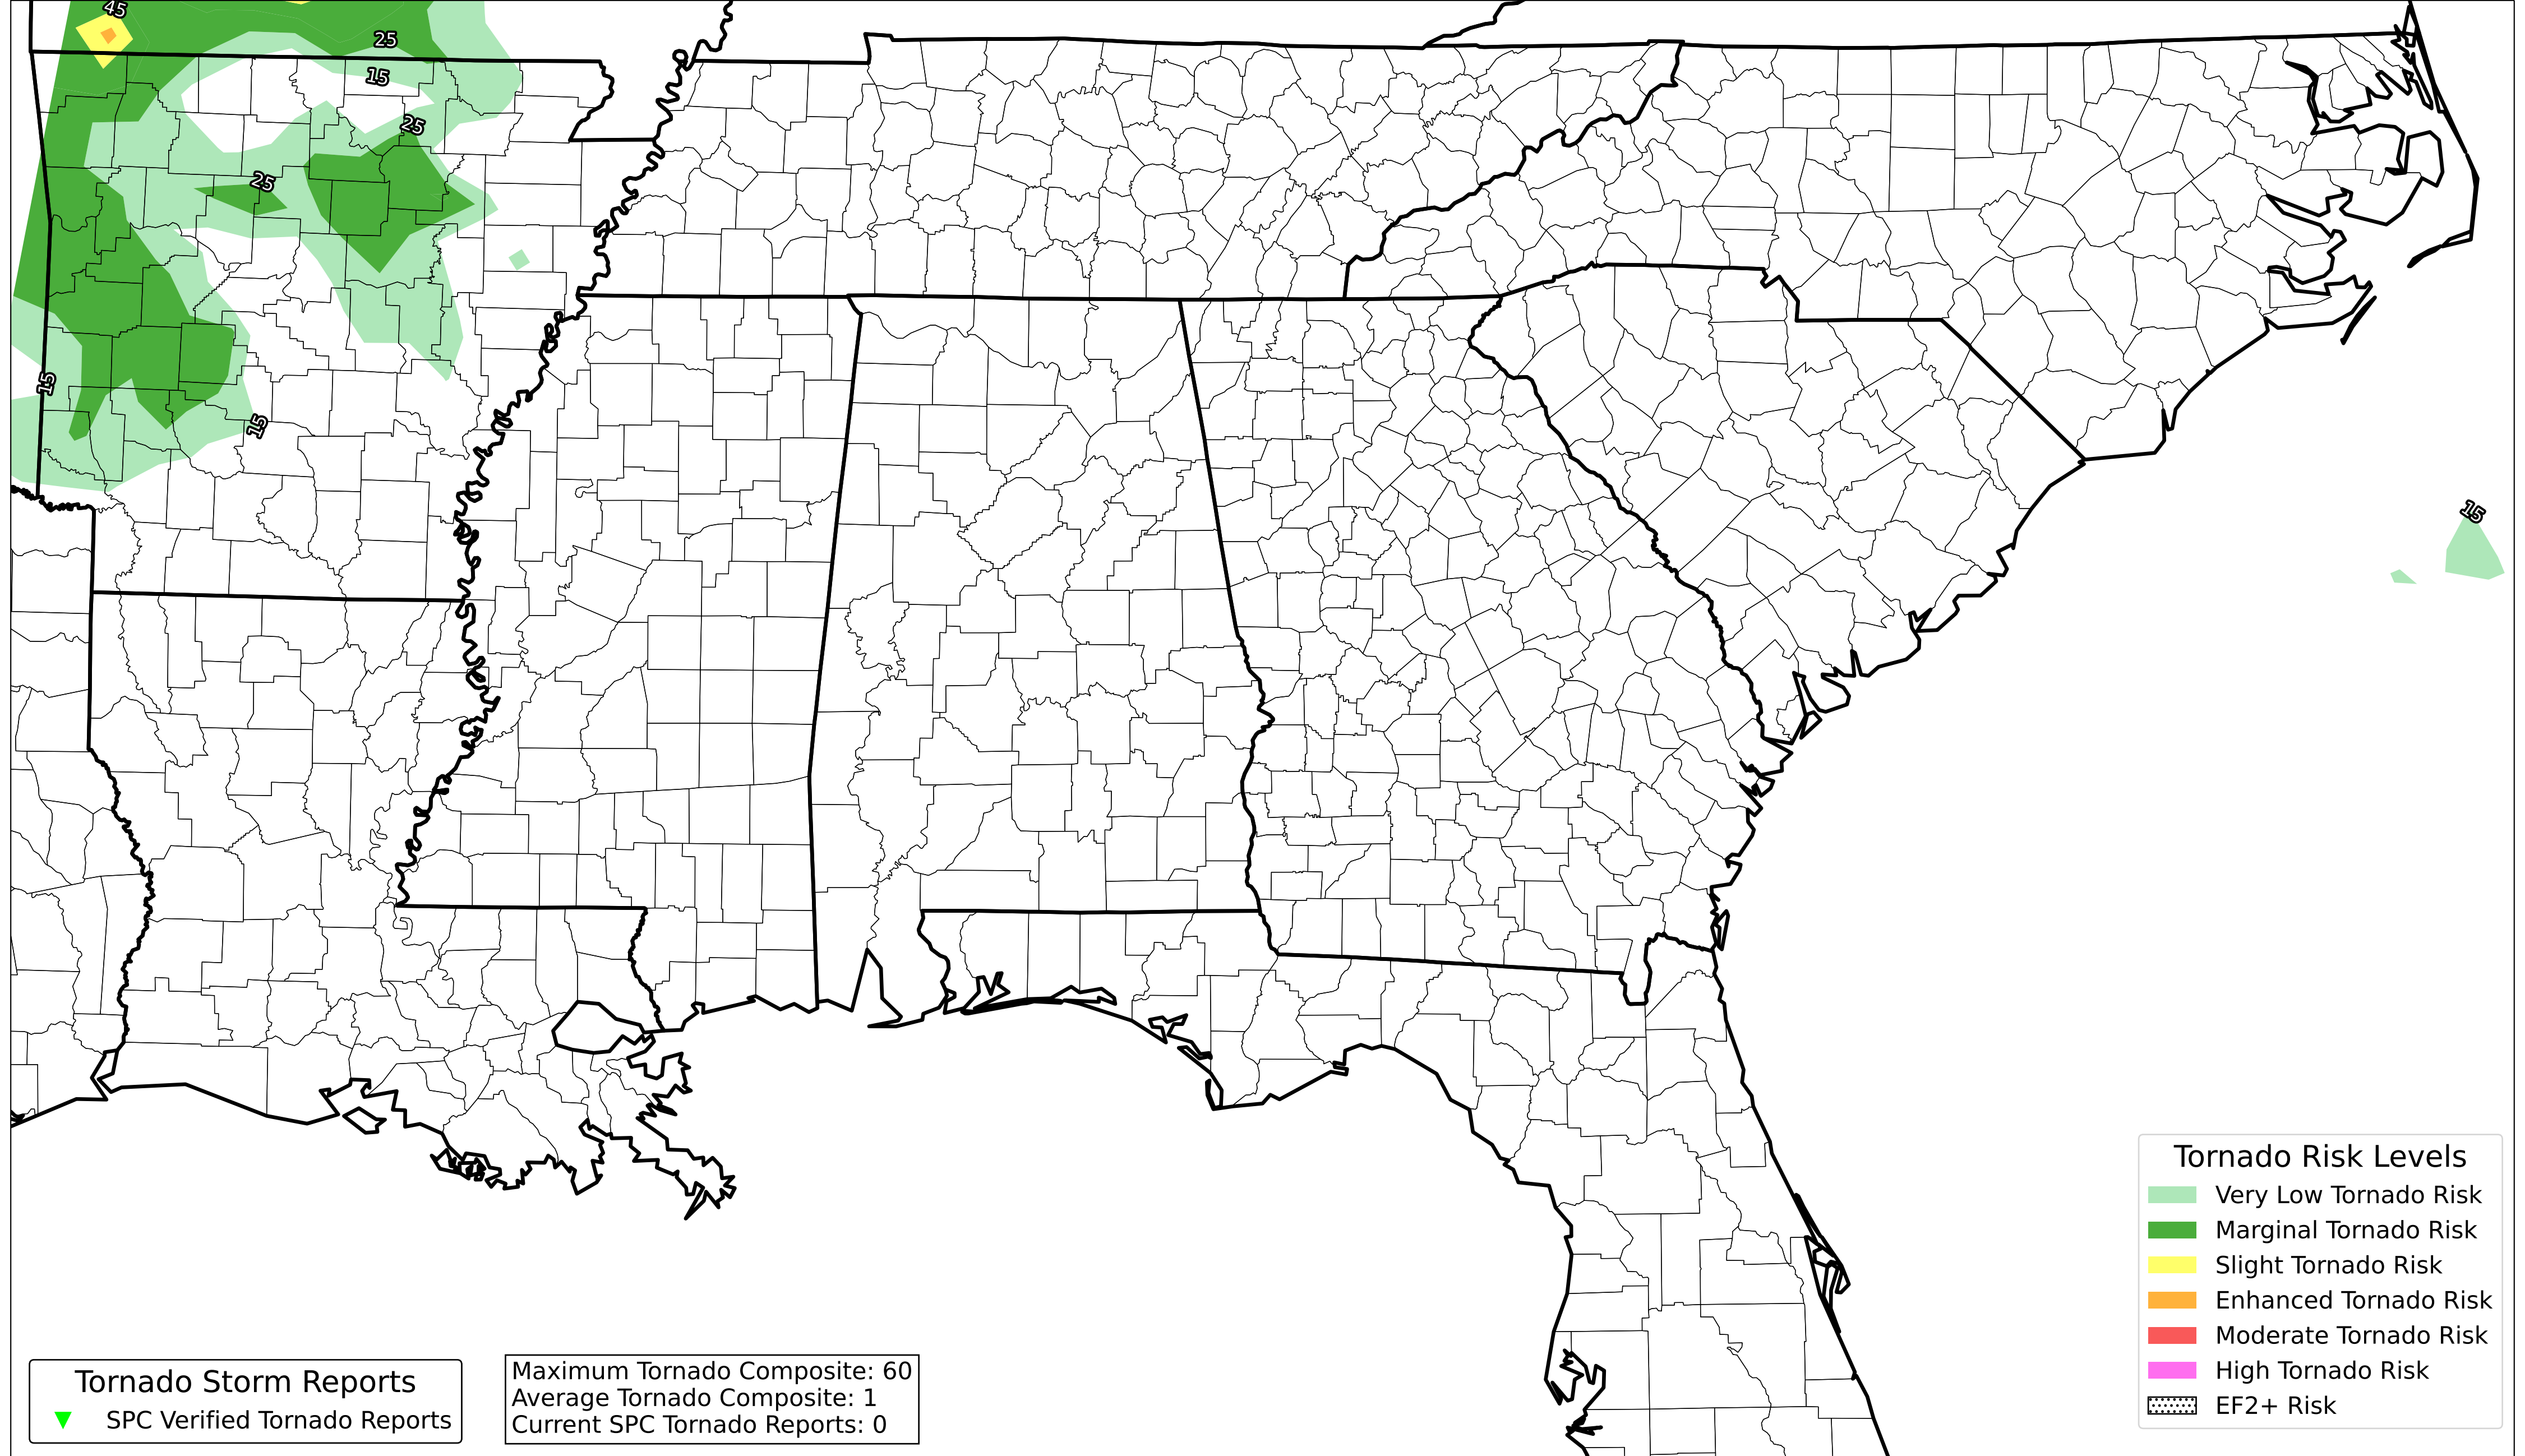 45
25
15
25
25
15
15
15
Tornado Risk Levels
Very Low Tornado Risk
Marginal Tornado Risk
Slight Tornado Risk
Enhanced Tornado Risk
Moderate Tornado Risk
High Tornado Risk
EF2+ Risk
Tornado Storm Reports
SPC Verified Tornado Reports
Maximum Tornado Composite: 60
Average Tornado Composite: 1
Current SPC Tornado Reports: 0